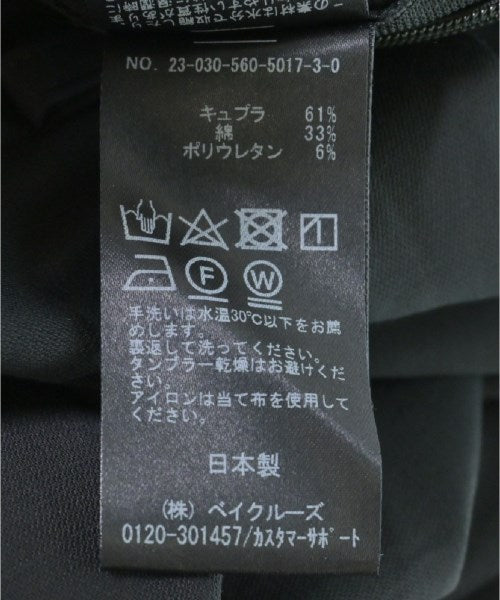 NO. 23-030-560-5017-3-0
キュプラ 61%
綿 33%
ポリウレタン 6%
F W
手洗いは水温30℃以下をお薦
めします。
裏返して洗ってください。
タンブラー乾燥はお避けくだ
さい。
アイロンは当て布を使用して
ください。
日本製
(株) ベイクルーズ
0120-301457/カスタマーサポート